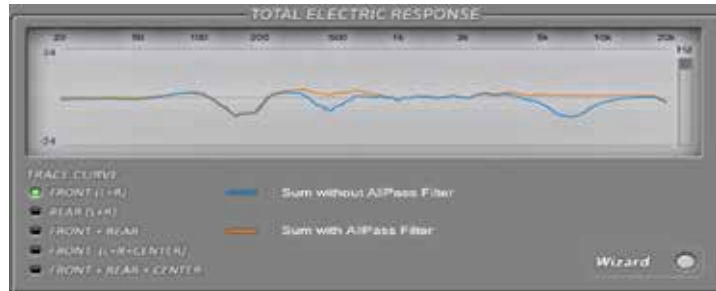 TOTAL ELECTRIC RESPONSE
20 50 100 200 500 1k 2k 5k 10k 20k
Hz
-24
TRACE CURVE
FRONT (L+R)
Sum without AllPass Filter
REAR (L+R)
FRONT + REAR
Sum with AllPass Filter
FRONT (L+R+CENTER)
FRONT + REAR + CENTER
Wizard